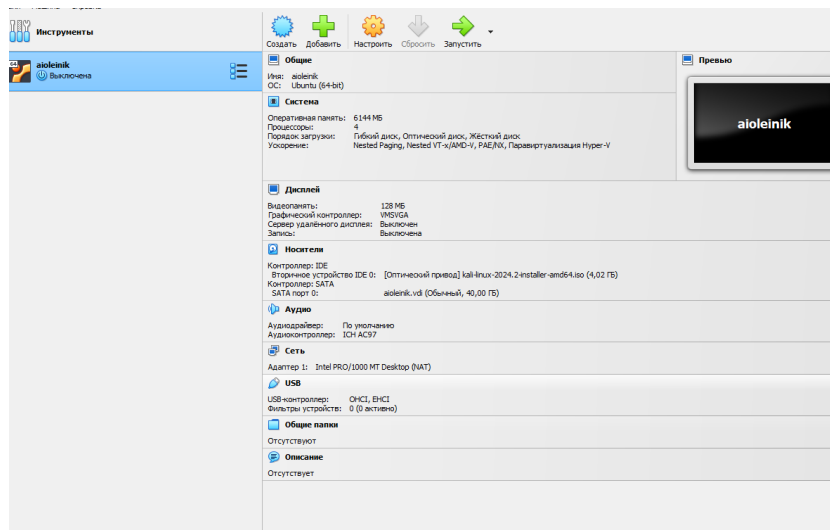 Инструменты
Создать Добавить Настроить Сбросить Запустить
64
aioleinik
Выключена
Общие
Имя: aioleinik
ОС: Ubuntu (64-bit)
Превью
aioleinik
Система
Оперативная память: 6144 МБ
Процессоры: 4
Порядок загрузки: Гибкий диск, Оптический диск, Жёсткий диск
Ускорение: Nested Paging, Nested VT-x/AMD-V, PAE/NX, Паравиртуализация Hyper-V
Дисплей
Видеопамять: 128 МБ
Графический контроллер: VMSVGA
Сервер удалённого дисплея: Выключен
Запись: Выключена
Носители
Контроллер: IDE
Вторичное устройство IDE 0: [Оптический привод] kali-linux-2024.2-installer-amd64.iso (4,02 ГБ)
Контроллер: SATA
SATA порт 0: aioleinik.vdi (Обычный, 40,00 ГБ)
Аудио
Аудиодрайвер: По умолчанию
Аудиоконтроллер: ICH AC97
Сеть
Адаптер 1: Intel PRO/1000 MT Desktop (NAT)
USB
USB-контроллер: OHCI, EHCI
Фильтры устройств: 0 (0 активно)
Общие папки
Отсутствуют
Описание
Отсутствует